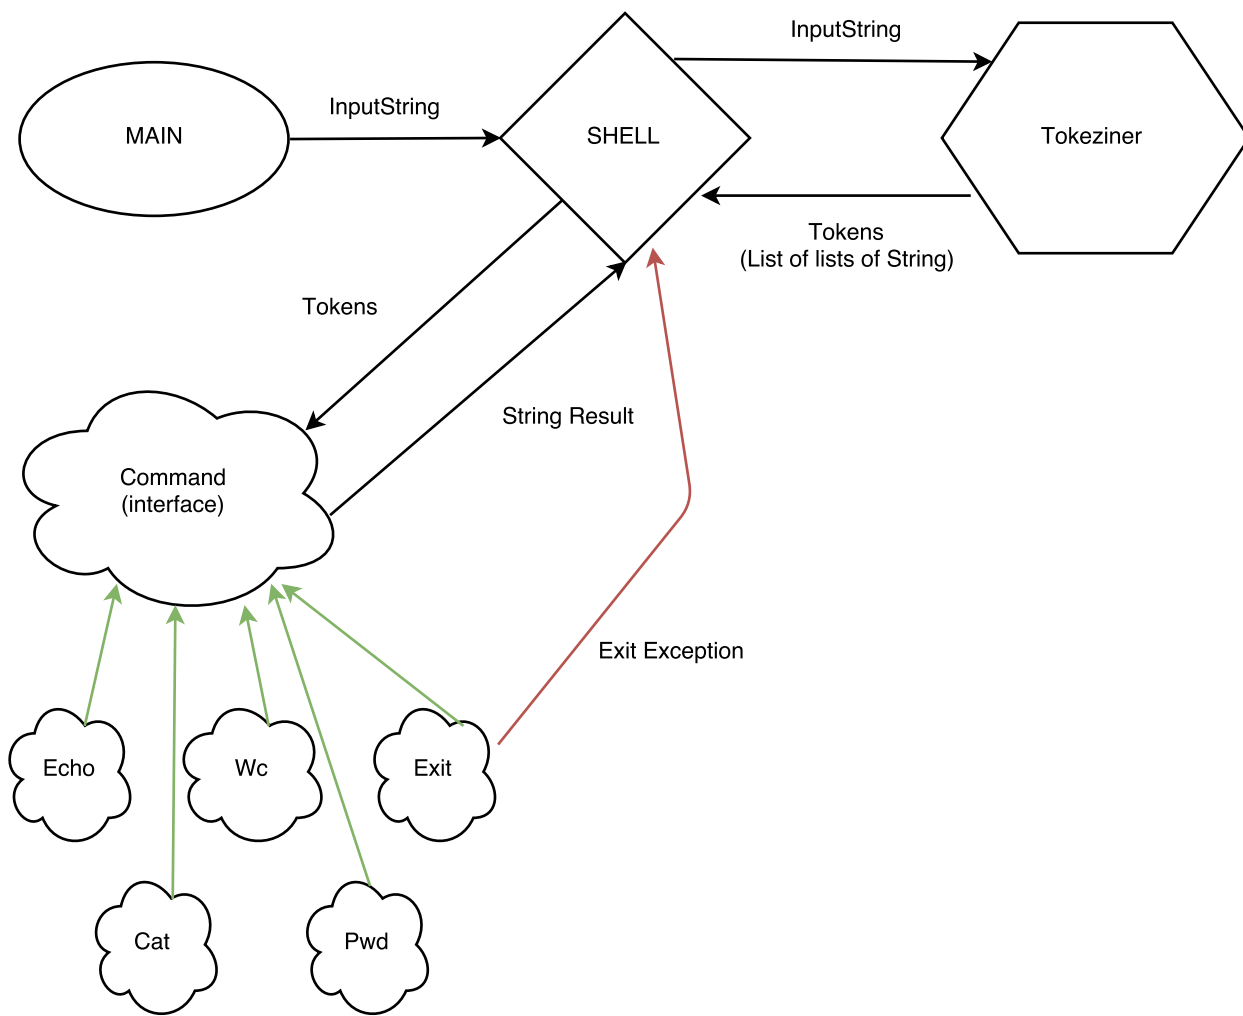 InputString
InputString
MAIN
SHELL
Tokeziner
Tokens
(List of lists of String)
Tokens
String Result
Command
(interface)
Exit Exception
Echo
Wc
Exit
Cat
Pwd